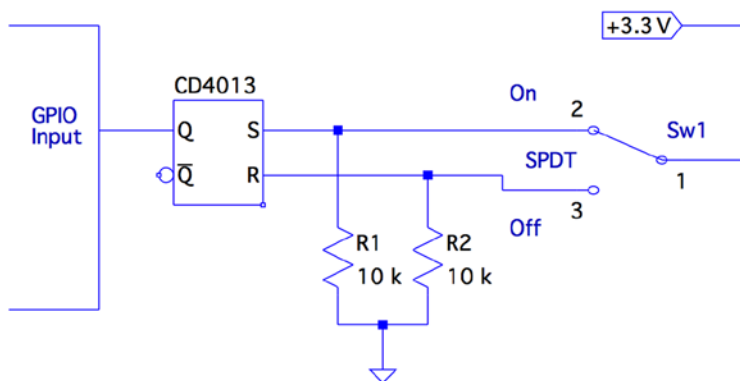 +3.3 V
CD4013
GPIO
Input
On
2
Q
S
Sw1
SPDT
Q
R
1
3
Off
R1
R2
10 k
10 k